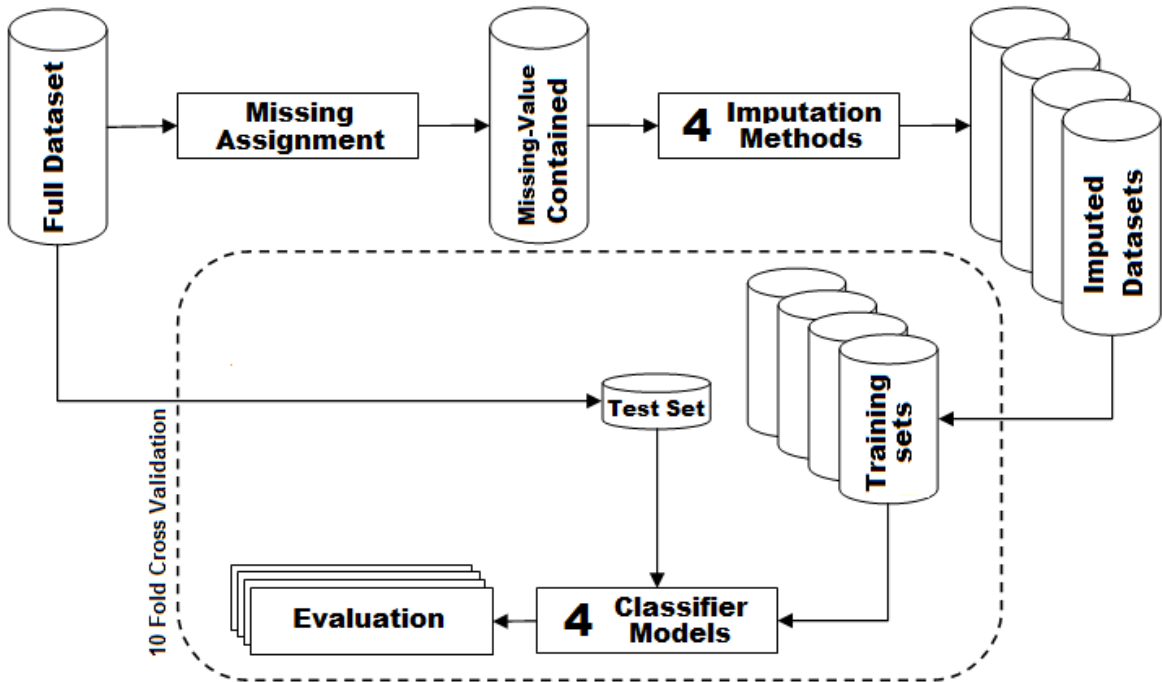 Full Dataset
Missing
Assignment
Missing-Value
Contained
4 Imputation
Methods
Imputed
Datasets
Training
sets
Test Set
10 Fold Cross Validation
Evaluation
4 Classifier
Models